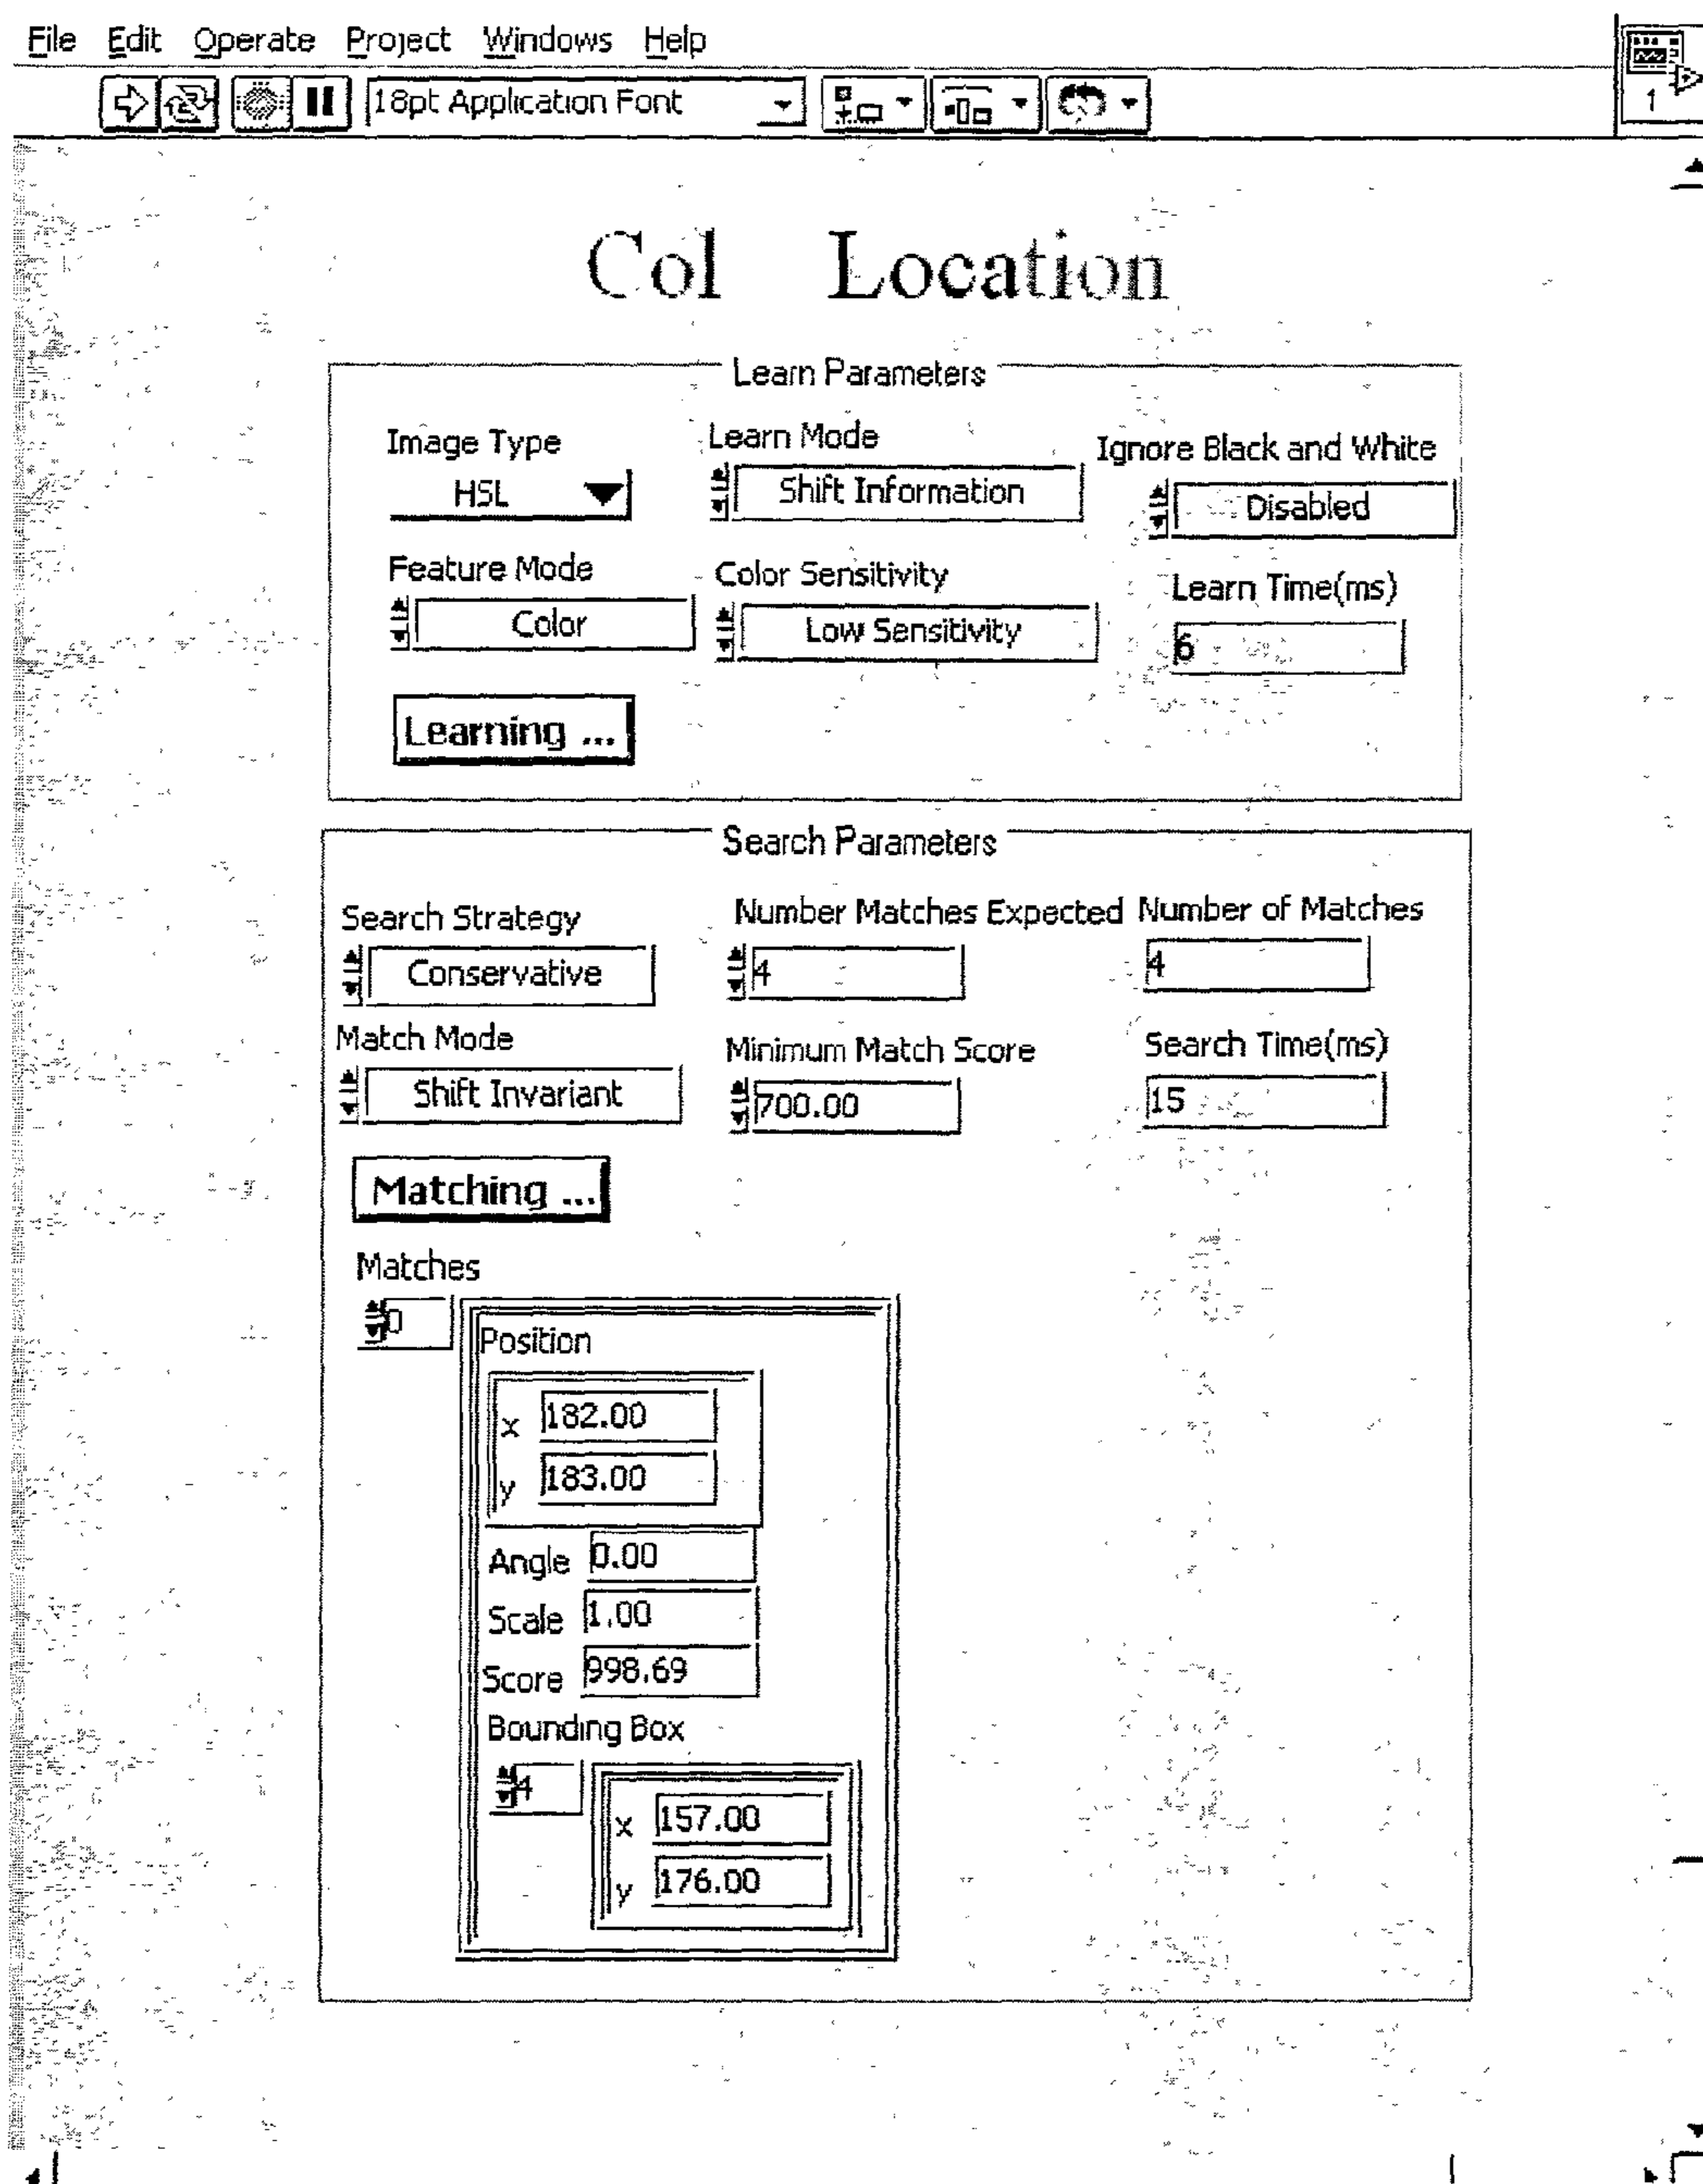 File Edit Operate Project Windows Help
18pt Application Font
1
Col Location
Learn Parameters
Image Type Learn Mode Ignore Black and White
HSL Shift Information Disabled
Feature Mode Color Sensitivity Learn Time(ms)
Color Low Sensitivity 6
Learning ...
Search Parameters
Search Strategy Number Matches Expected Number of Matches
Conservative 4 4
Match Mode Minimum Match Score Search Time(ms)
Shift Invariant 700.00 15
Matching ...
Matches
0
Position
x 182.00
y 183.00
Angle 0.00
Scale 1.00
Score 998.69
Bounding Box
4
x 157.00
y 176.00